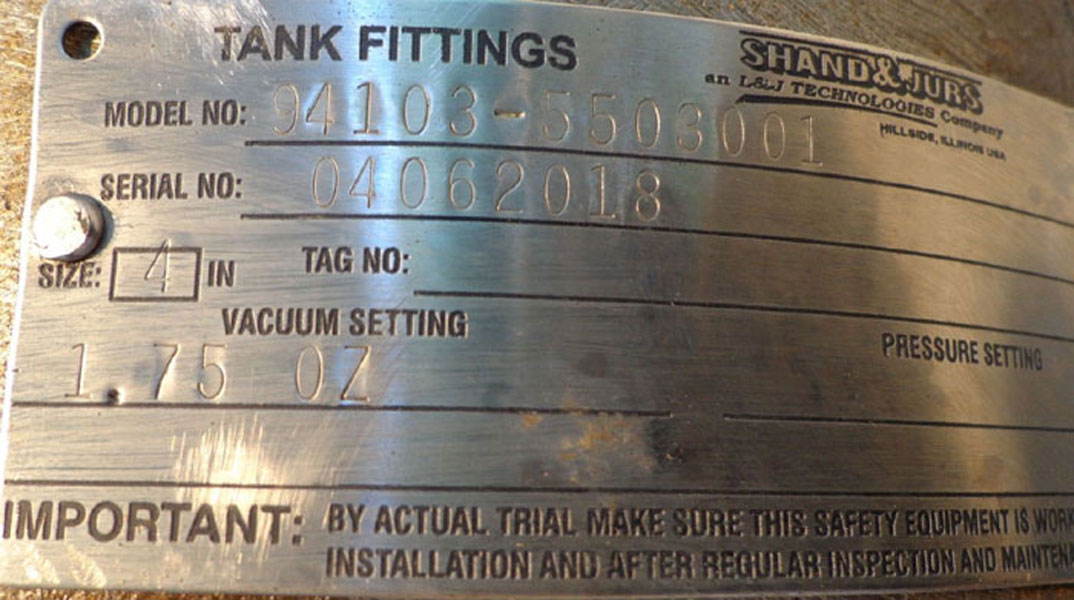 TANK FITTINGS
SHAND & JURS
an L&J TECHNOLOGIES Company
HILLSIDE, ILLINOIS USA
MODEL NO: 94103-5503001
SERIAL NO: 04062018
SIZE: 4 IN TAG NO:
VACUUM SETTING PRESSURE SETTING
1.75 OZ
IMPORTANT: BY ACTUAL TRIAL MAKE SURE THIS SAFETY EQUIPMENT IS WORK
INSTALLATION AND AFTER REGULAR INSPECTION AND MAINTENA